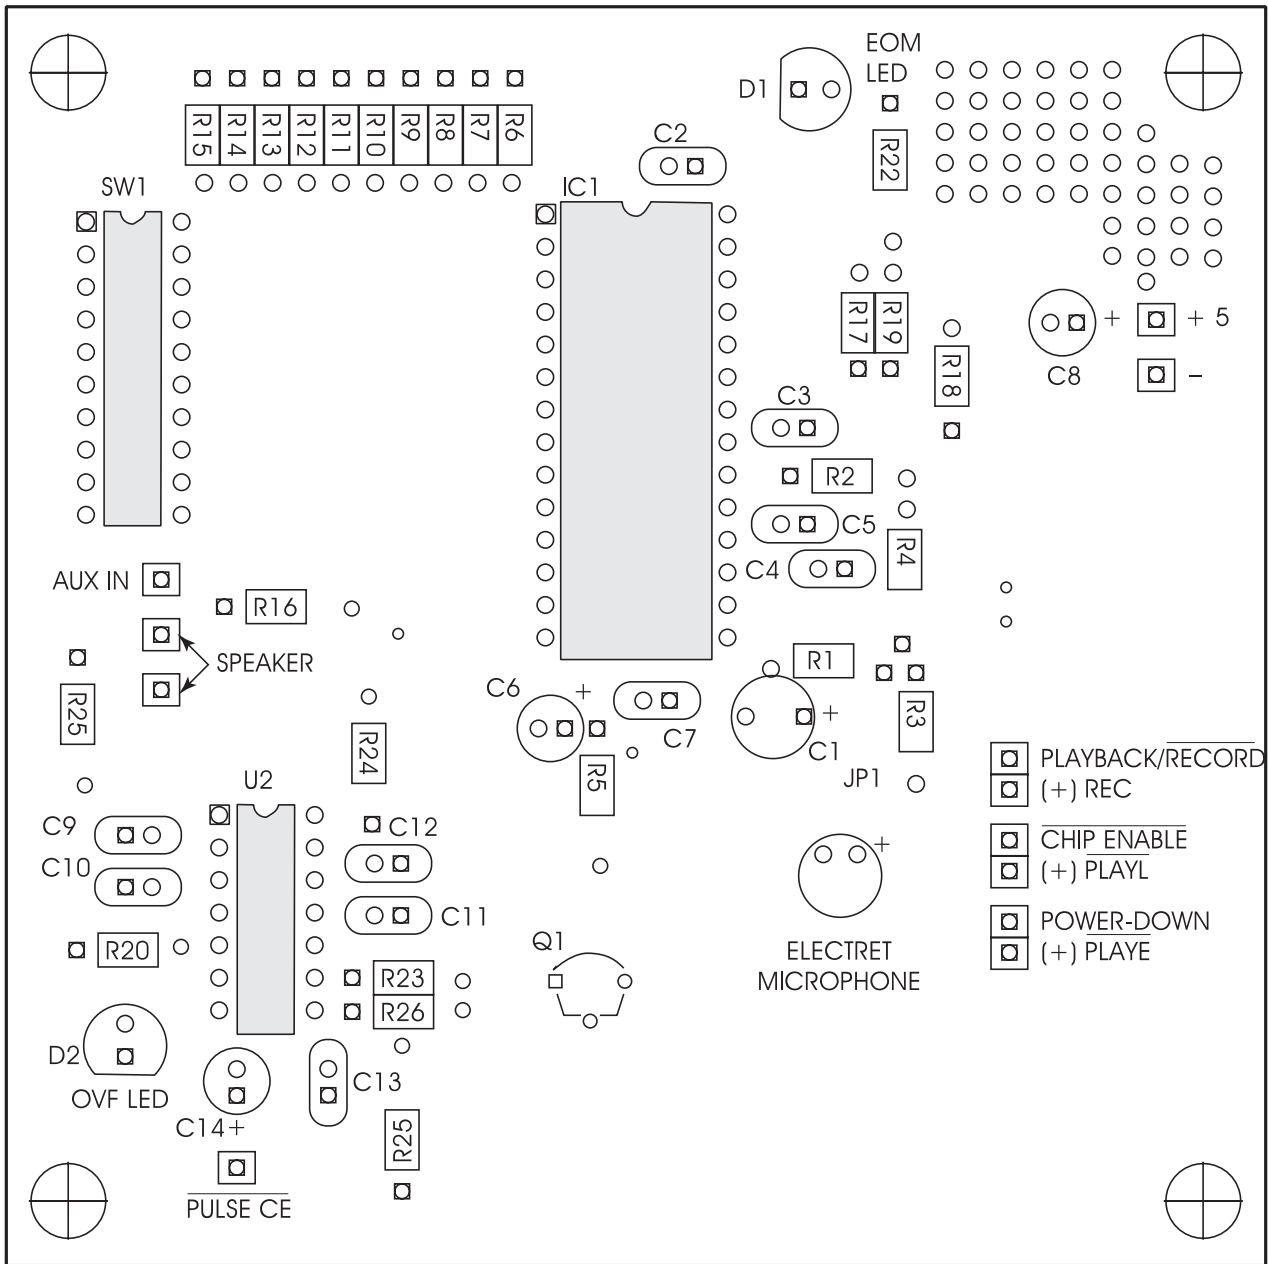 EOM
LED
D1
R15
R14
R13
R12
R11
R10
R9
R8
R7
R6
C2
R22
SW1
IC1
R17
R19
R18
+
+ 5
C8
–
C3
R2
C5
C4
R4
AUX IN
R16
SPEAKER
R25
R1
C6
+
C7
+
C1
R3
R24
R5
JP1
PLAYBACK/RECORD
(+) REC
U2
C9
C12
C10
CHIP ENABLE
(+) PLAYL
+
C11
POWER-DOWN
(+) PLAYE
R20
Q1
ELECTRET
MICROPHONE
R23
R26
D2
OVF LED
C13
C14+
R25
PULSE CE